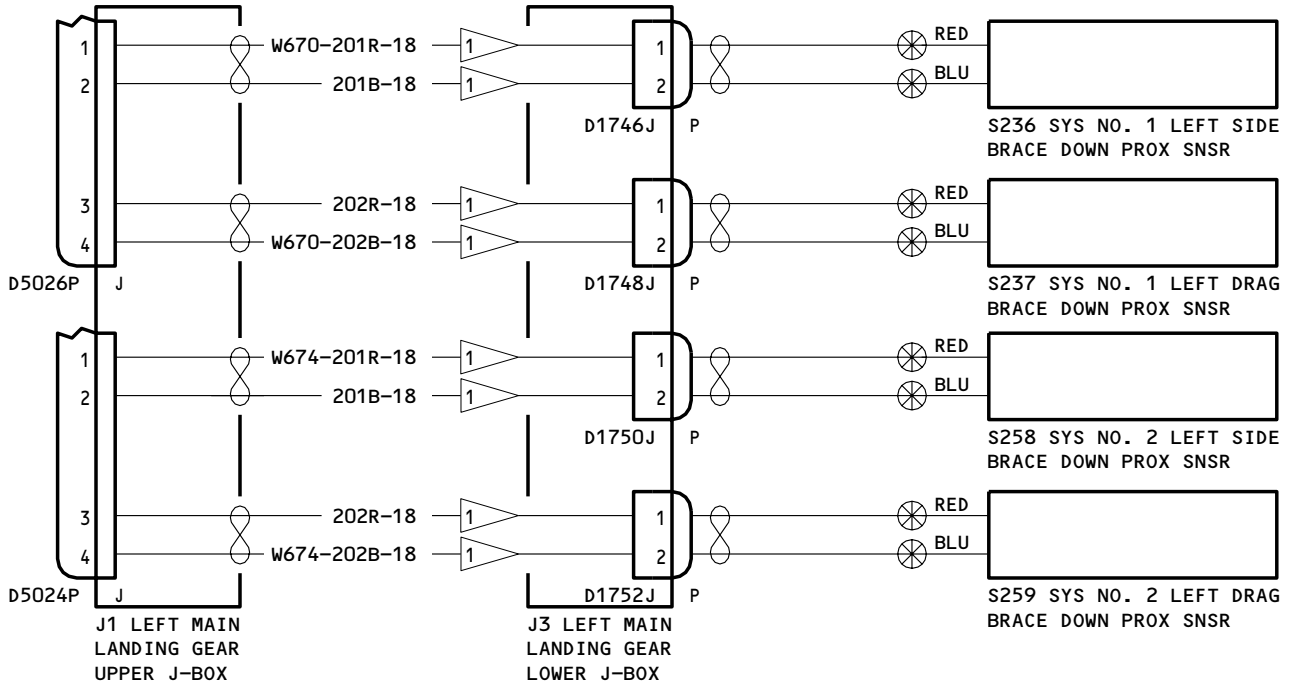 1 W670-201R-18 1 1 RED
2 201B-18 1 2 BLU
D1746J P S236 SYS NO. 1 LEFT SIDE
BRACE DOWN PROX SNSR
3 202R-18 1 1 RED
4 W670-202B-18 1 2 BLU
D5026P J D1748J P S237 SYS NO. 1 LEFT DRAG
BRACE DOWN PROX SNSR
1 W674-201R-18 1 1 RED
2 201B-18 1 2 BLU
D1750J P S258 SYS NO. 2 LEFT SIDE
BRACE DOWN PROX SNSR
3 202R-18 1 1 RED
4 W674-202B-18 1 2 BLU
D5024P J D1752J P S259 SYS NO. 2 LEFT DRAG
BRACE DOWN PROX SNSR
J1 LEFT MAIN
LANDING GEAR
UPPER J-BOX
J3 LEFT MAIN
LANDING GEAR
LOWER J-BOX